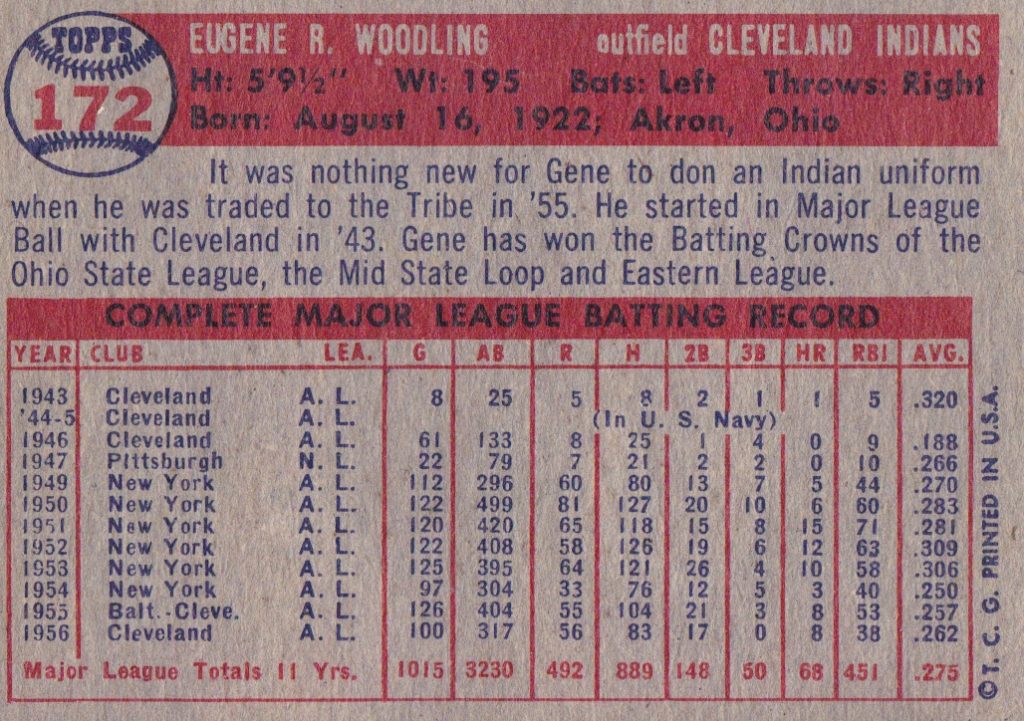 TOPPS
172
EUGENE R. WOODLING outfield CLEVELAND INDIANS
Ht: 5'9½" Wt: 195 Bats: Left Throws: Right
Born: August 16, 1922; Akron, Ohio
It was nothing new for Gene to don an Indian uniform
when he was traded to the Tribe in '55. He started in Major League
Ball with Cleveland in '43. Gene has won the Batting Crowns of the
Ohio State League, the Mid State Loop and Eastern League.
COMPLETE MAJOR LEAGUE BATTING RECORD
YEAR CLUB LEA. G AB R H 2B 3B HR RBI AVG.
1943 Cleveland A. L. 8 25 5 8 2 1 1 5 .320
'44-5 Cleveland A. L. (In U. S. Navy)
1946 Cleveland A. L. 61 133 8 25 1 4 0 9 .188
1947 Pittsburgh N. L. 22 79 7 21 2 2 0 10 .266
1949 New York A. L. 112 296 60 80 13 7 5 44 .270
1950 New York A. L. 122 499 81 127 20 10 6 60 .283
1951 New York A. L. 120 420 65 118 15 8 15 71 .281
1952 New York A. L. 122 408 58 126 19 6 12 63 .309
1953 New York A. L. 125 395 64 121 26 4 10 58 .306
1954 New York A. L. 97 304 33 76 12 5 3 40 .250
1955 Balt.-Cleve. A. L. 126 404 55 104 21 3 8 53 .257
1956 Cleveland A. L. 100 317 56 83 17 0 8 38 .262
Major League Totals 11 Yrs. 1015 3230 492 889 148 50 68 451 .275
©T. C. G. PRINTED IN U.S.A.